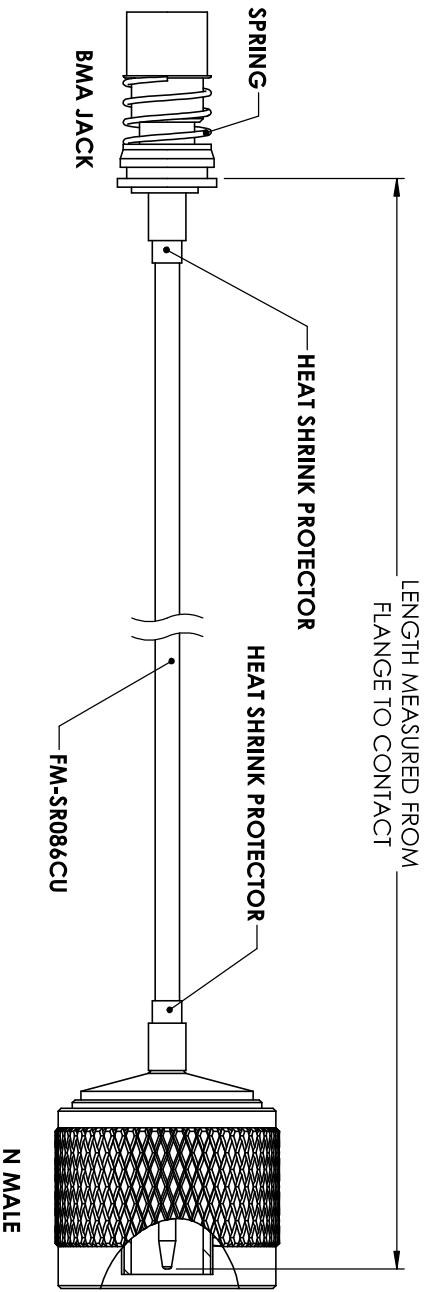 SPRING
BMA JACK
HEAT SHRINK PROTECTOR
LENGTH MEASURED FROM
FLANGE TO CONTACT
HEAT SHRINK PROTECTOR
FM-SR086CU
N MALE